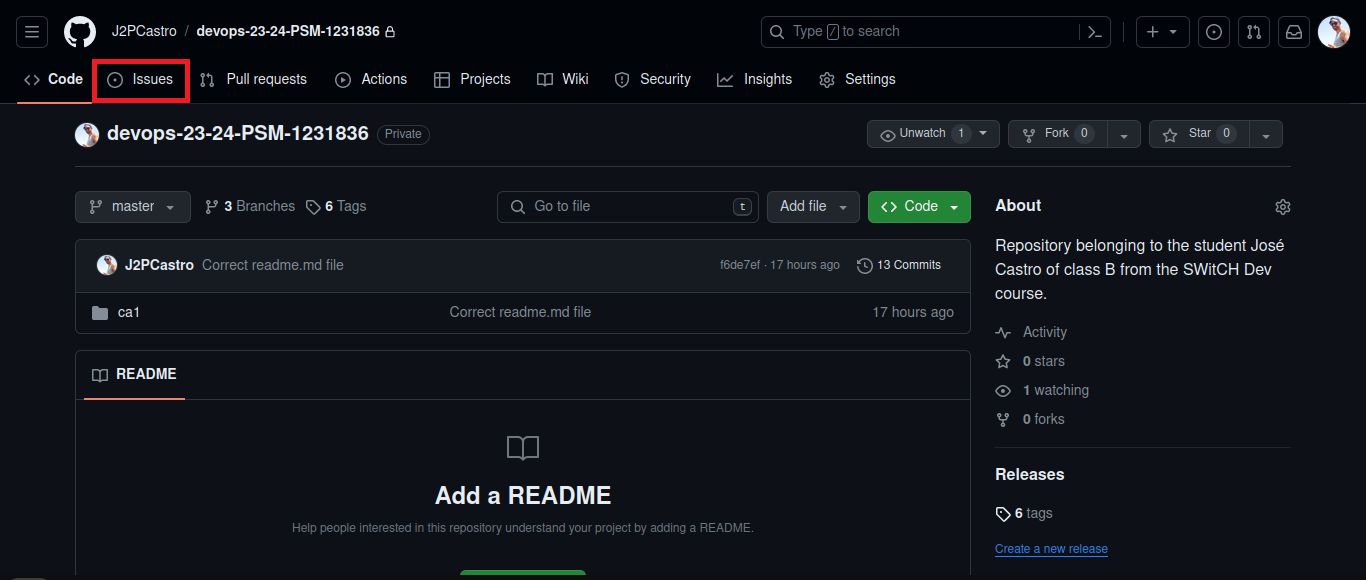 J2PCastro / devops-23-24-PSM-1231836
Type / to search
Code Issues Pull requests Actions Projects Wiki Security Insights Settings
devops-23-24-PSM-1231836 Private
Unwatch 1 Fork 0 Star 0
master 3 Branches 6 Tags
Go to file t Add file Code
J2PCastro Correct readme.md file f6de7ef · 17 hours ago 13 Commits
ca1 Correct readme.md file 17 hours ago
README
Add a README
Help people interested in this repository understand your project by adding a README.
About
Repository belonging to the student José
Castro of class B from the SWitCH Dev
course.
Activity
0 stars
1 watching
0 forks
Releases
6 tags
Create a new release